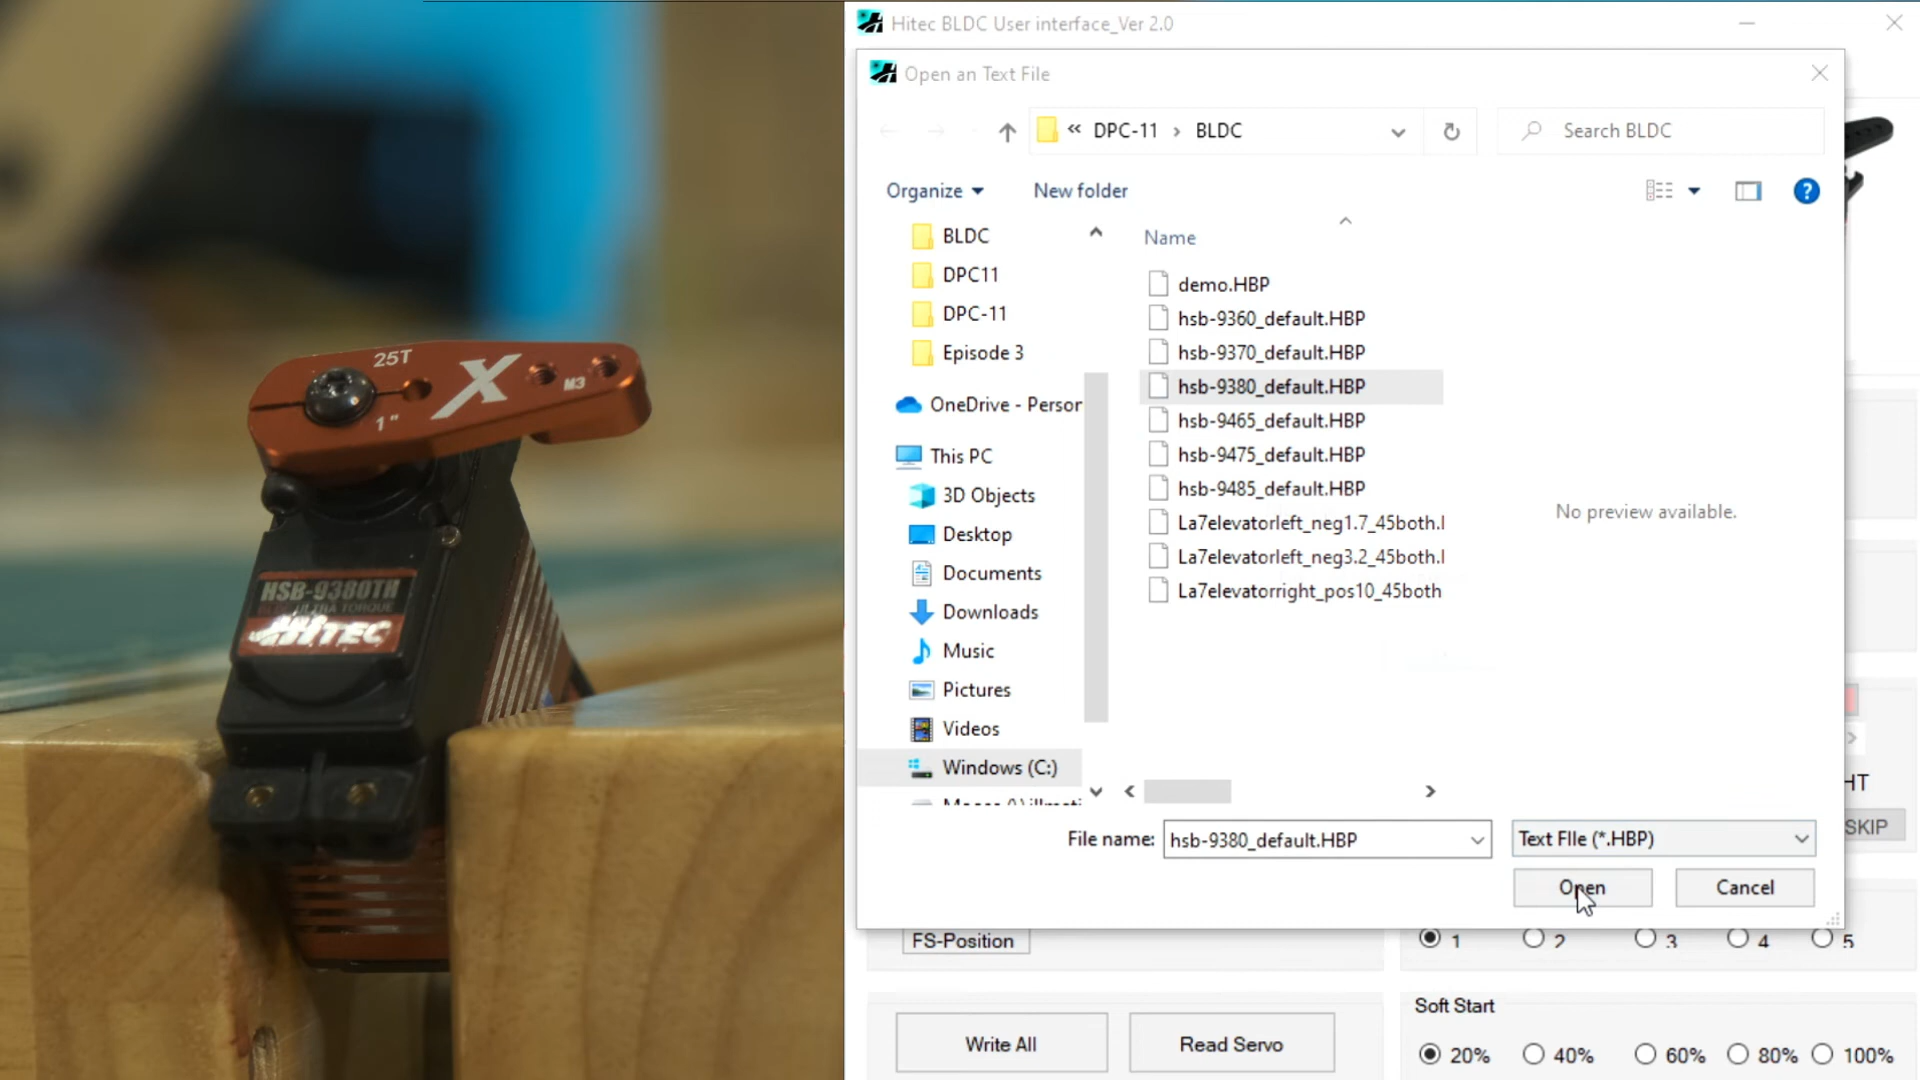 25T
X
M3
1"
HSB-9380TH
ULTRA TORQUE
HITEC
Hitec BLDC User interface_Ver 2.0
Open an Text File
« DPC-11 › BLDC
Search BLDC
Organize
New folder
?
BLDC
DPC11
DPC-11
Episode 3
OneDrive - Person
This PC
3D Objects
Desktop
Documents
Downloads
Music
Pictures
Videos
Windows (C:)
Name
demo.HBP
hsb-9360_default.HBP
hsb-9370_default.HBP
hsb-9380_default.HBP
hsb-9465_default.HBP
hsb-9475_default.HBP
hsb-9485_default.HBP
La7elevatorleft_neg1.7_45both.l
La7elevatorleft_neg3.2_45both.l
La7elevatorright_pos10_45both
No preview available.
File name: hsb-9380_default.HBP
Text FIle (*.HBP)
Open
Cancel
HT
SKIP
FS-Position
1 2 3 4 5
Write All
Read Servo
Soft Start
20% 40% 60% 80% 100%